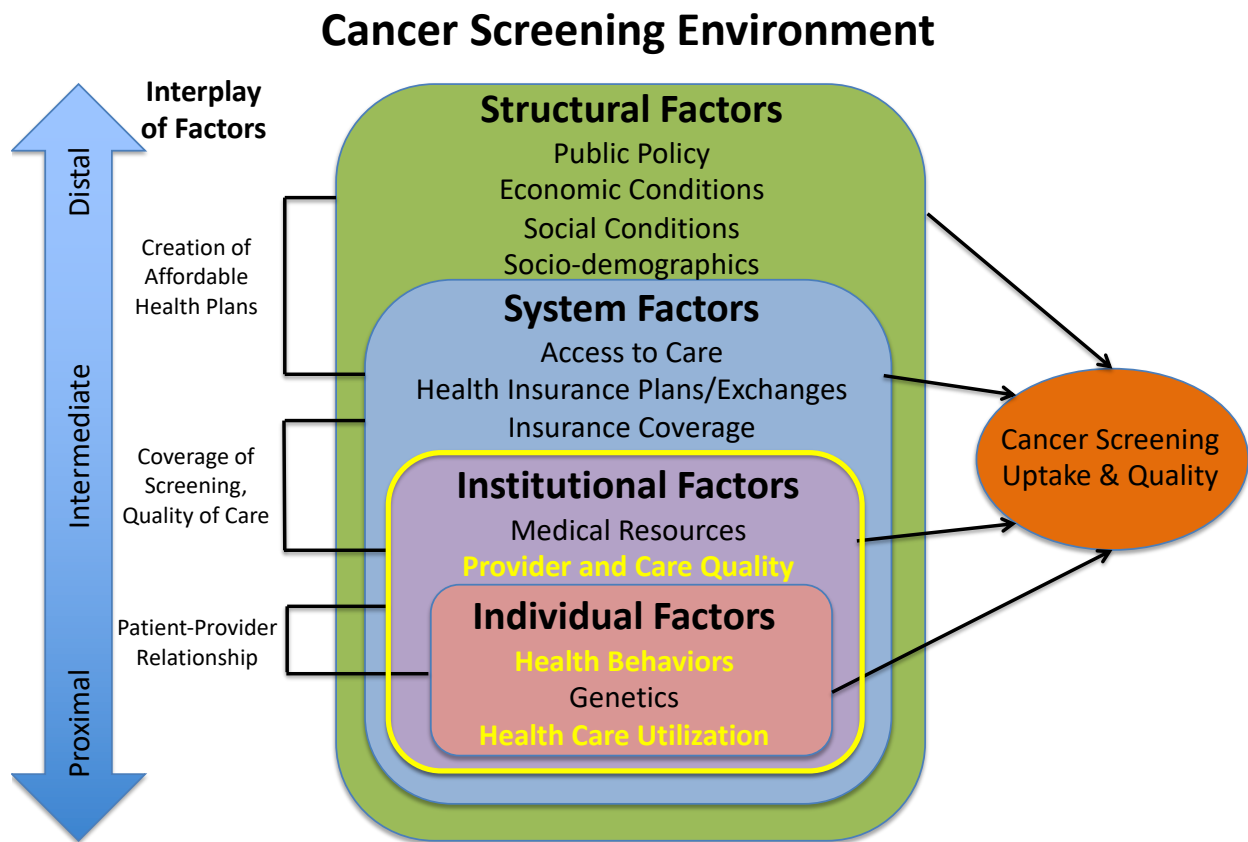 Cancer Screening Environment
Interplay
of Factors
Distal
Intermediate
Proximal
Creation of
Affordable
Health Plans
Coverage of
Screening,
Quality of Care
Patient-Provider
Relationship
Structural Factors
Public Policy
Economic Conditions
Social Conditions
Socio-demographics
System Factors
Access to Care
Health Insurance Plans/Exchanges
Insurance Coverage
Institutional Factors
Medical Resources
Provider and Care Quality
Individual Factors
Health Behaviors
Genetics
Health Care Utilization
Cancer Screening
Uptake & Quality